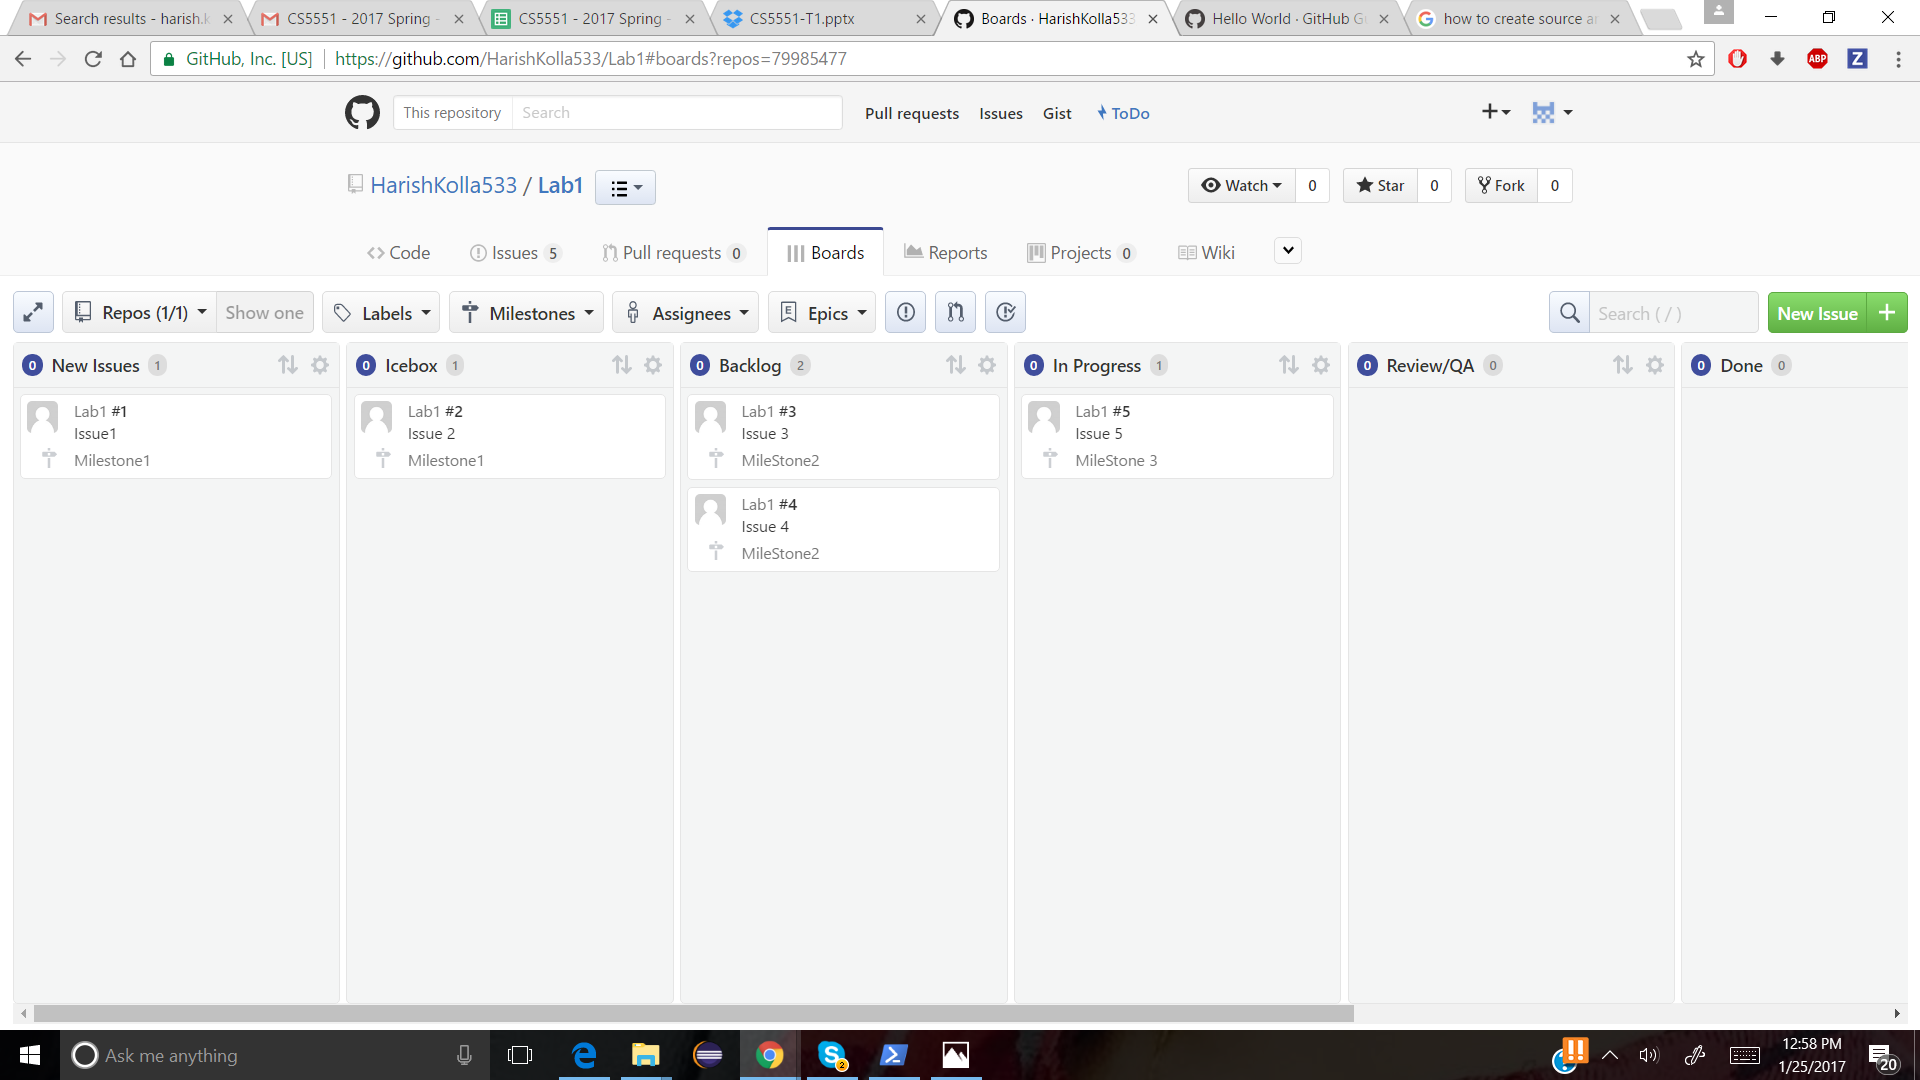 Search results - harish.k
CS5551 - 2017 Spring -
CS5551 - 2017 Spring -
CS5551-T1.pptx
Boards · HarishKolla533
Hello World · GitHub Gu
how to create source an
GitHub, Inc. [US]
https://github.com/HarishKolla533/Lab1#boards?repos=79985477
ABP
Z
This repository
Search
Pull requests
Issues
Gist
ToDo
HarishKolla533 / Lab1
Watch 0
Star 0
Fork 0
Code
Issues 5
Pull requests 0
Boards
Reports
Projects 0
Wiki
Repos (1/1)
Show one
Labels
Milestones
Assignees
E
Epics
Search ( / )
New Issue
0 New Issues 1
Lab1 #1
Issue1
Milestone1
0 Icebox 1
Lab1 #2
Issue 2
Milestone1
0 Backlog 2
Lab1 #3
Issue 3
MileStone2
Lab1 #4
Issue 4
MileStone2
0 In Progress 1
Lab1 #5
Issue 5
MileStone 3
0 Review/QA 0
0 Done 0
Ask me anything
2
12:58 PM
1/25/2017
20